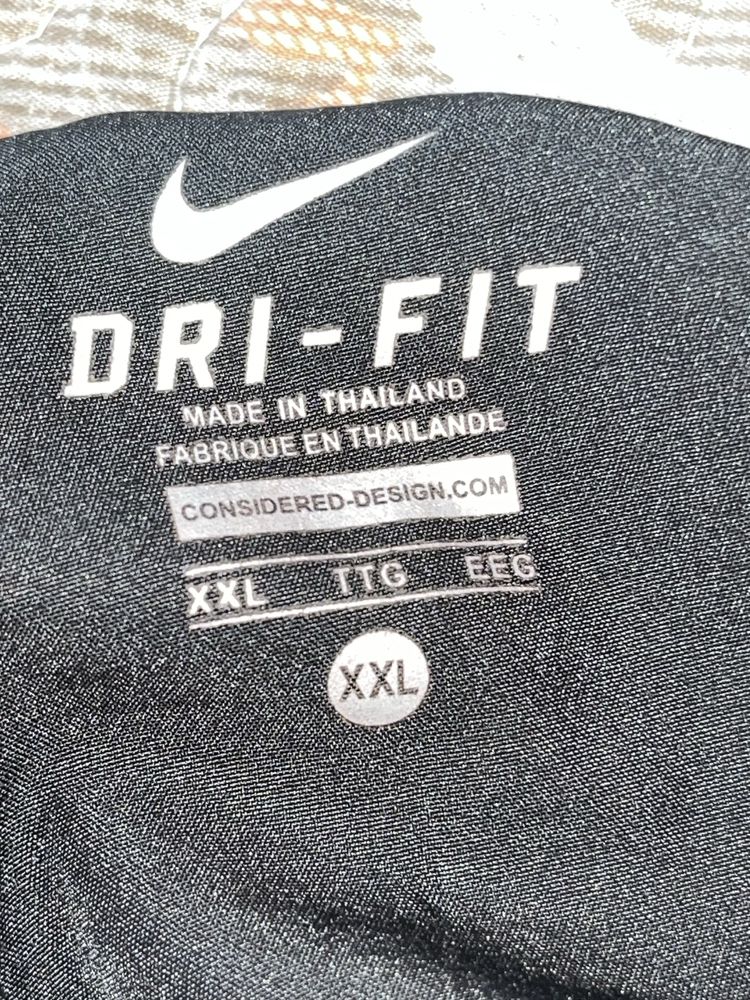 DRI-FIT
MADE IN THAILAND
FABRIQUE EN THAILANDE
CONSIDERED-DESIGN.COM
XXL TTG EEG
XXL